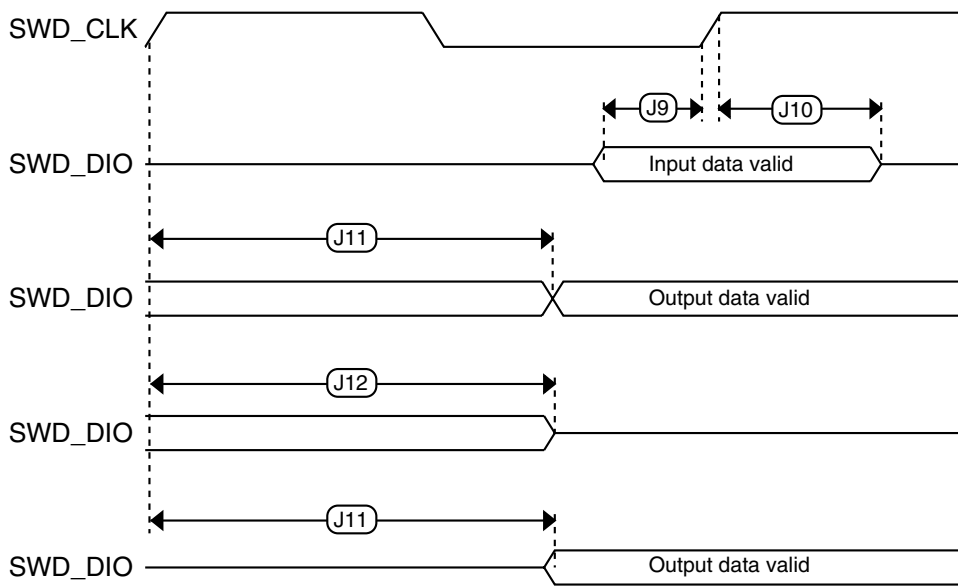 SWD_CLK
J9
J10
SWD_DIO
Input data valid
J11
SWD_DIO
Output data valid
J12
SWD_DIO
J11
SWD_DIO
Output data valid